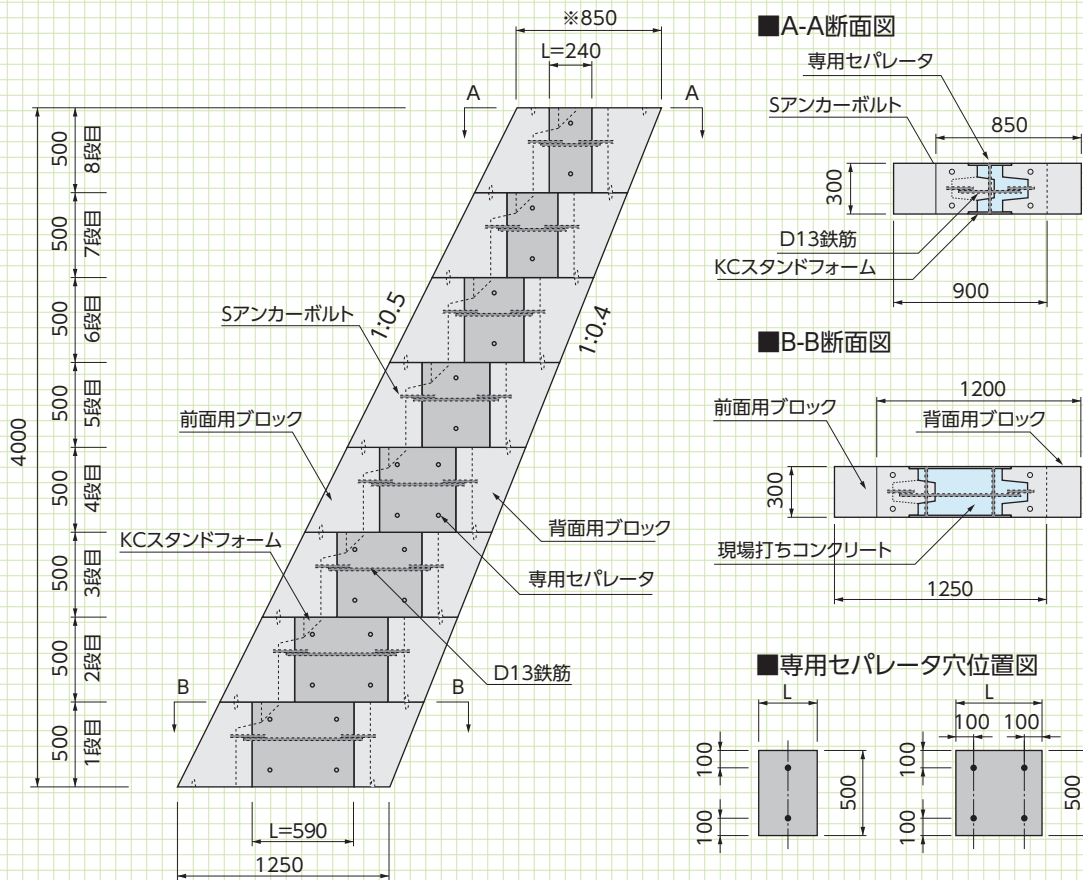 ※850
L=240
A
A
4000
500
8段目
500
7段目
500
6段目
500
5段目
500
4段目
500
3段目
500
2段目
500
1段目
1:0.5
1:0.4
Sアンカーボルト
前面用ブロック
KCスタンドフォーム
背面用ブロック
専用セパレータ
D13鉄筋
B
B
L=590
1250
■A-A断面図
専用セパレータ
Sアンカーボルト
850
300
D13鉄筋
KCスタンドフォーム
900
■B-B断面図
1200
前面用ブロック
背面用ブロック
300
現場打ちコンクリート
1250
■専用セパレータ穴位置図
L
100
100
500
L
100
100
100
100
500